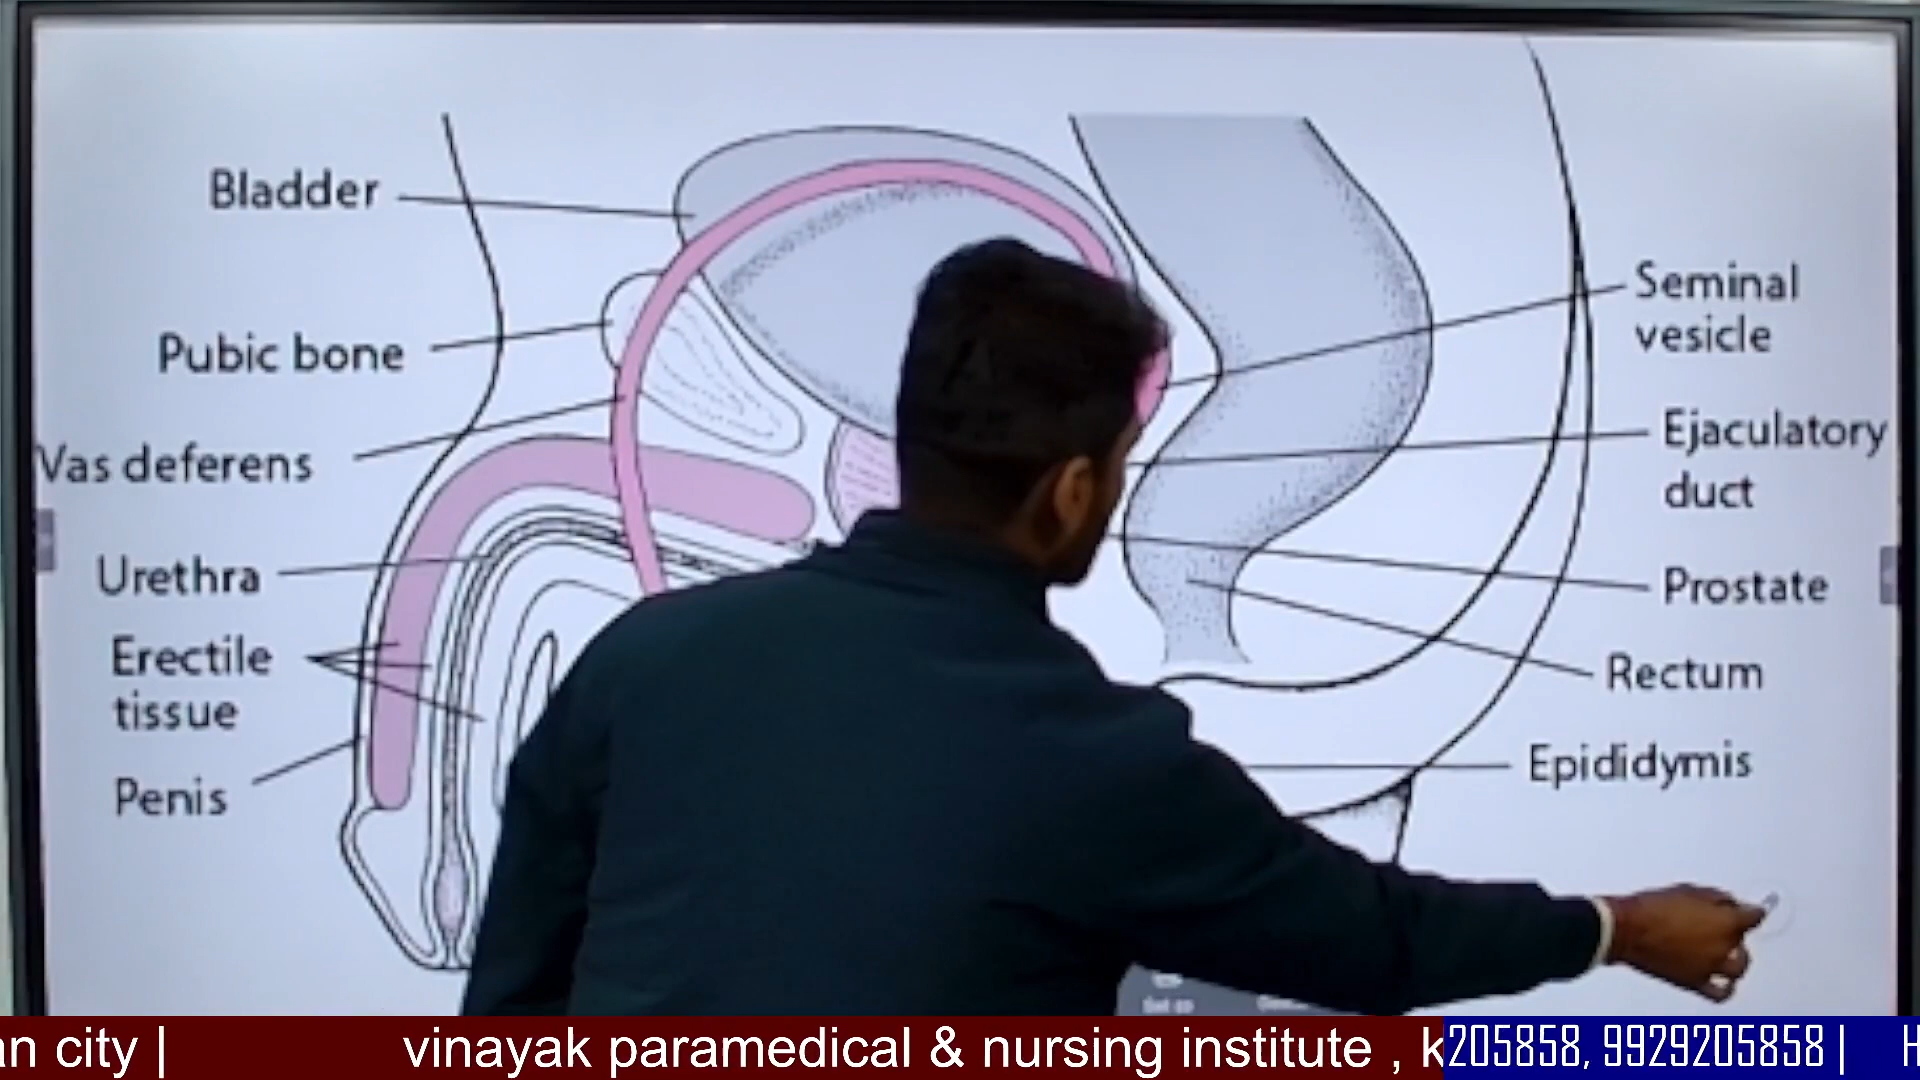 Bladder
Pubic bone
Vas deferens
Urethra
Erectile
tissue
Penis
Seminal
vesicle
Ejaculatory
duct
Prostate
Rectum
Epididymis
an city |
vinayak paramedical & nursing institute , k
205858, 9929205858 | H